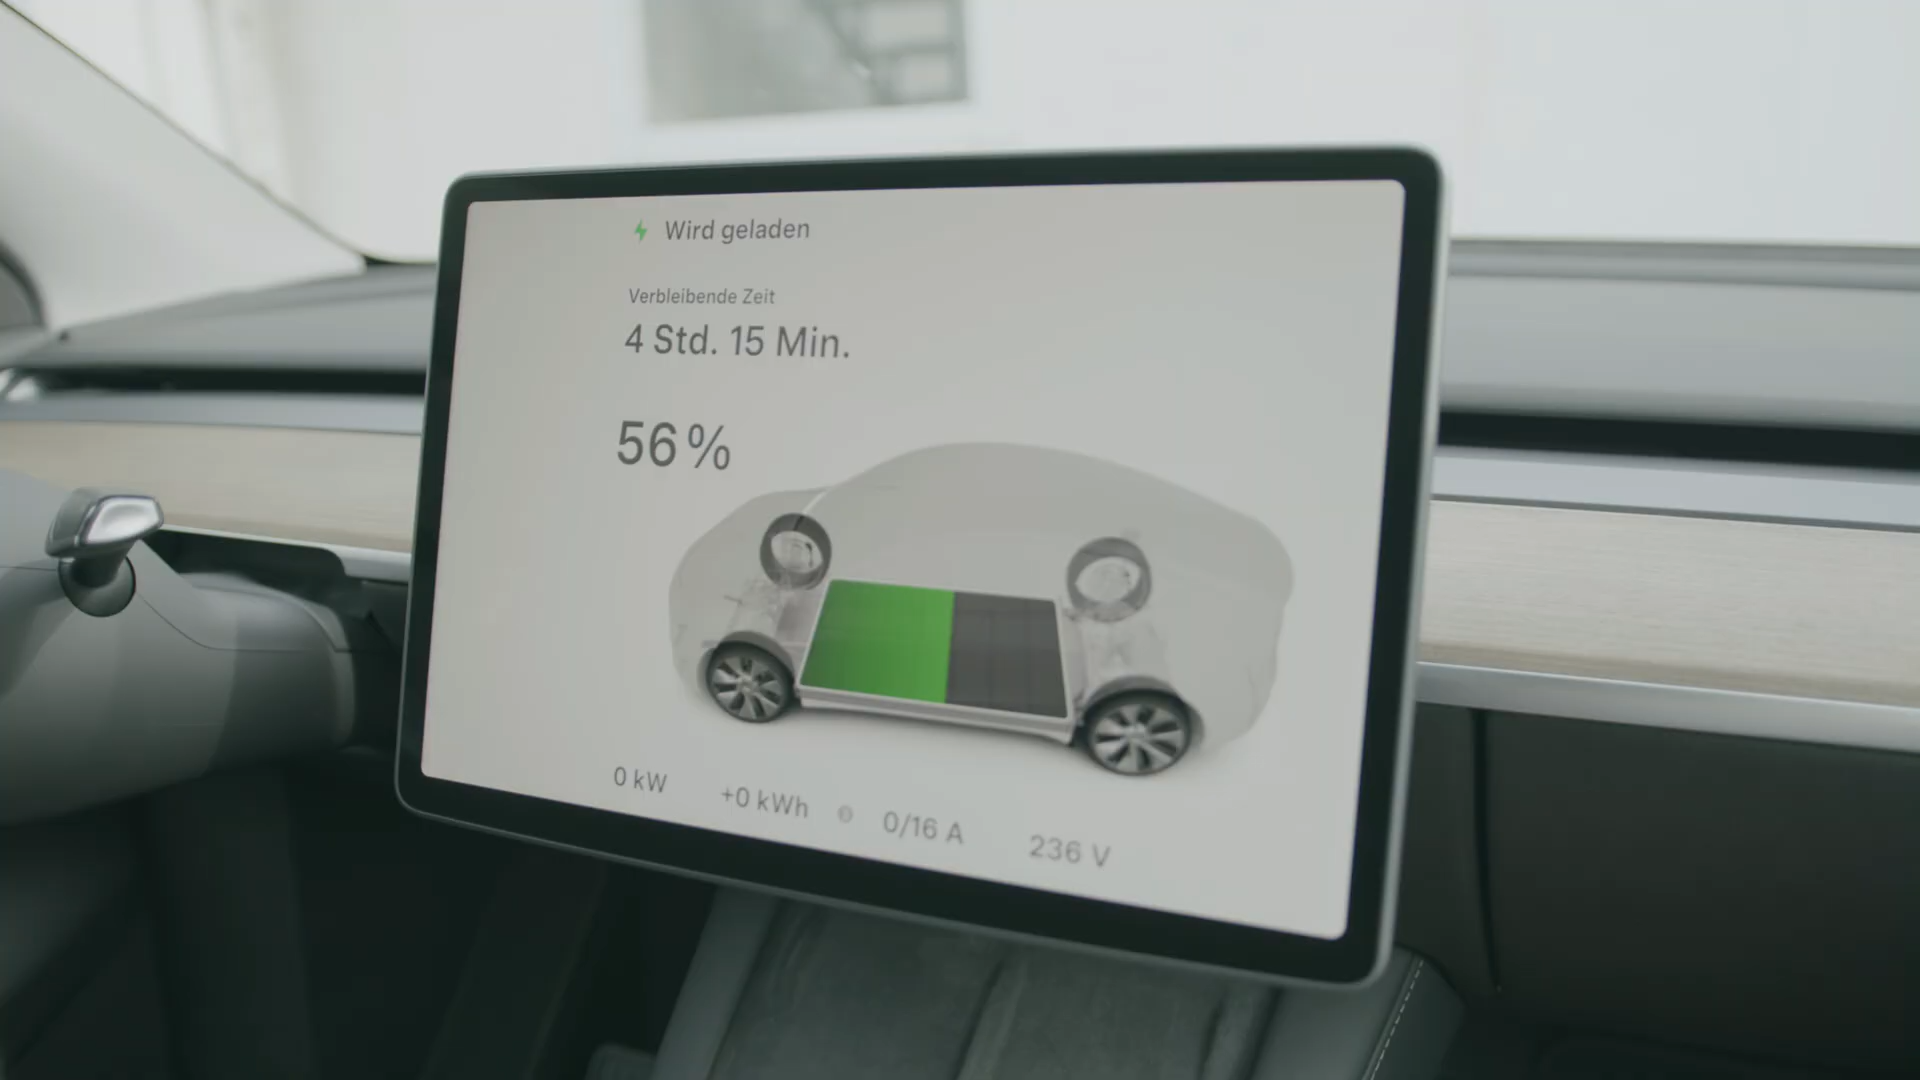 Wird geladen
Verbleibende Zeit
4 Std. 15 Min.
56 %
0 kW +0 kWh 0/16 A 236 V